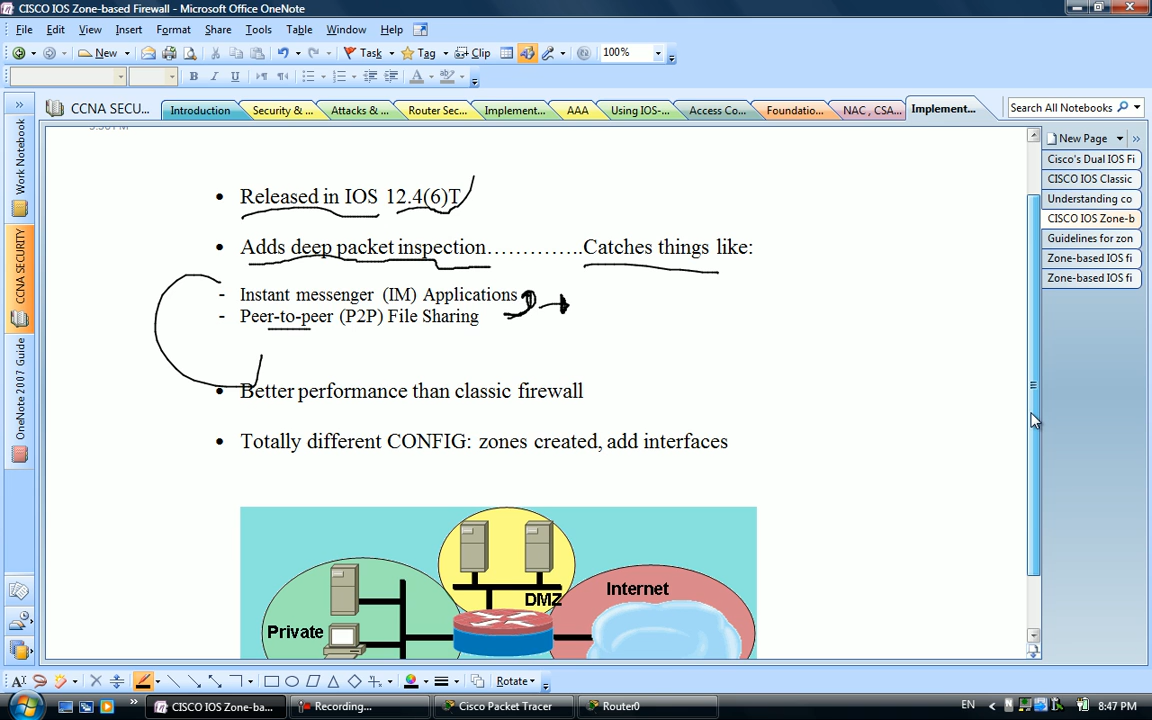 CISCO IOS Zone-based Firewall - Microsoft Office OneNote
File Edit View Insert Format Share Tools Table Window Help
New Task Tag Clip 100%
B I U A ab
CCNA SECU... Introduction Security & ... Attacks & ... Router Sec... Implement... AAA Using IOS-... Access Co... Foundatio... NAC , CSA... Implement... Search All Notebooks
New Page
Work Notebook
CCNA SECURITY
OneNote 2007 Guide
Cisco's Dual IOS Fi
CISCO IOS Classic
Understanding co
CISCO IOS Zone-b
Guidelines for zon
Zone-based IOS fi
Zone-based IOS fi
• Released in IOS 12.4(6)T
• Adds deep packet inspection..............Catches things like:
- Instant messenger (IM) Applications
- Peer-to-peer (P2P) File Sharing
• Better performance than classic firewall
• Totally different CONFIG: zones created, add interfaces
Internet
DMZ
Private
Rotate
CISCO IOS Zone-ba... Recording... Cisco Packet Tracer Router0 EN 8:47 PM